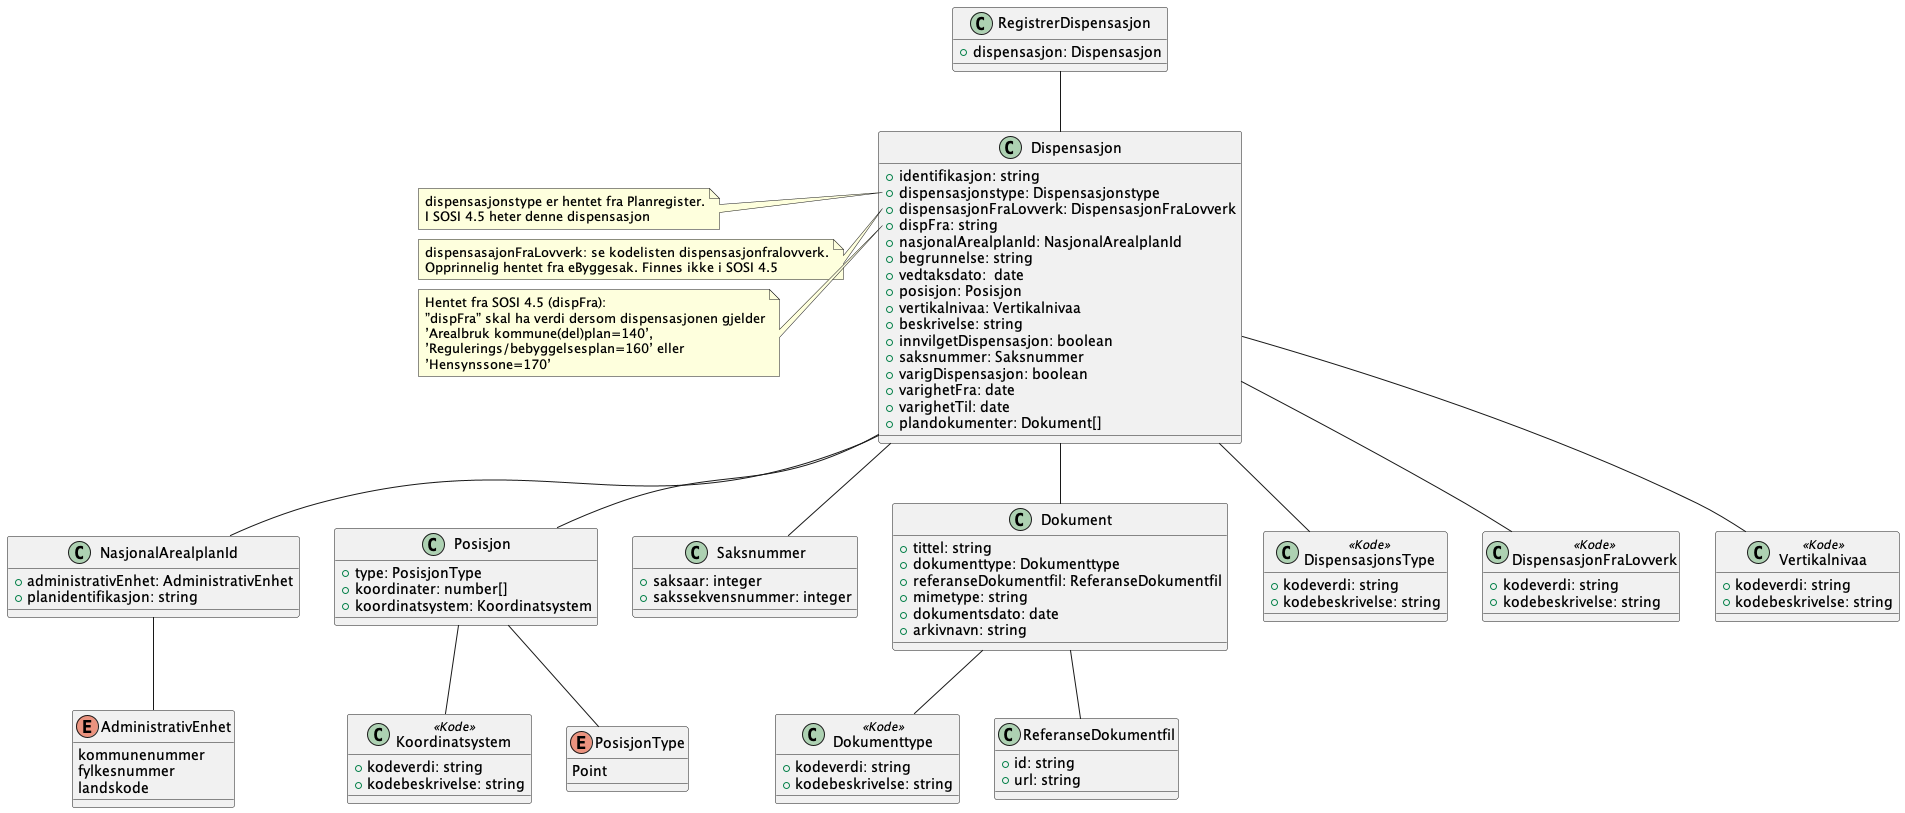 C RegistrerDispensasjon
dispensasjon: Dispensasjon
C Dispensasjon
identifikasjon: string
dispensasjonstype: Dispensasjonstype
dispensasjonFraLovverk: DispensasjonFraLovverk
dispFra: string
nasjonalArealplanId: NasjonalArealplanId
begrunnelse: string
vedtaksdato:  date
posisjon: Posisjon
vertikalnivaa: Vertikalnivaa
beskrivelse: string
innvilgetDispensasjon: boolean
saksnummer: Saksnummer
varigDispensasjon: boolean
varighetFra: date
varighetTil: date
plandokumenter: Dokument[]
dispensasjonstype er hentet fra Planregister.
I SOSI 4.5 heter denne dispensasjon
dispensasajonFraLovverk: se kodelisten dispensasjonfralovverk.
Opprinnelig hentet fra eByggesak. Finnes ikke i SOSI 4.5
Hentet fra SOSI 4.5 (dispFra):
"dispFra" skal ha verdi dersom dispensasjonen gjelder
’Arealbruk kommune(del)plan=140’,
’Regulerings/bebyggelsesplan=160’ eller
’Hensynssone=170’
C NasjonalArealplanId
administrativEnhet: AdministrativEnhet
planidentifikasjon: string
C Posisjon
type: PosisjonType
koordinater: number[]
koordinatsystem: Koordinatsystem
C Saksnummer
saksaar: integer
sakssekvensnummer: integer
C Dokument
tittel: string
dokumenttype: Dokumenttype
referanseDokumentfil: ReferanseDokumentfil
mimetype: string
dokumentsdato: date
arkivnavn: string
«Kode»
C DispensasjonsType
kodeverdi: string
kodebeskrivelse: string
«Kode»
C DispensasjonFraLovverk
kodeverdi: string
kodebeskrivelse: string
«Kode»
C Vertikalnivaa
kodeverdi: string
kodebeskrivelse: string
E AdministrativEnhet
kommunenummer
fylkesnummer
landskode
«Kode»
C Koordinatsystem
kodeverdi: string
kodebeskrivelse: string
E PosisjonType
Point
«Kode»
C Dokumenttype
kodeverdi: string
kodebeskrivelse: string
C ReferanseDokumentfil
id: string
url: string